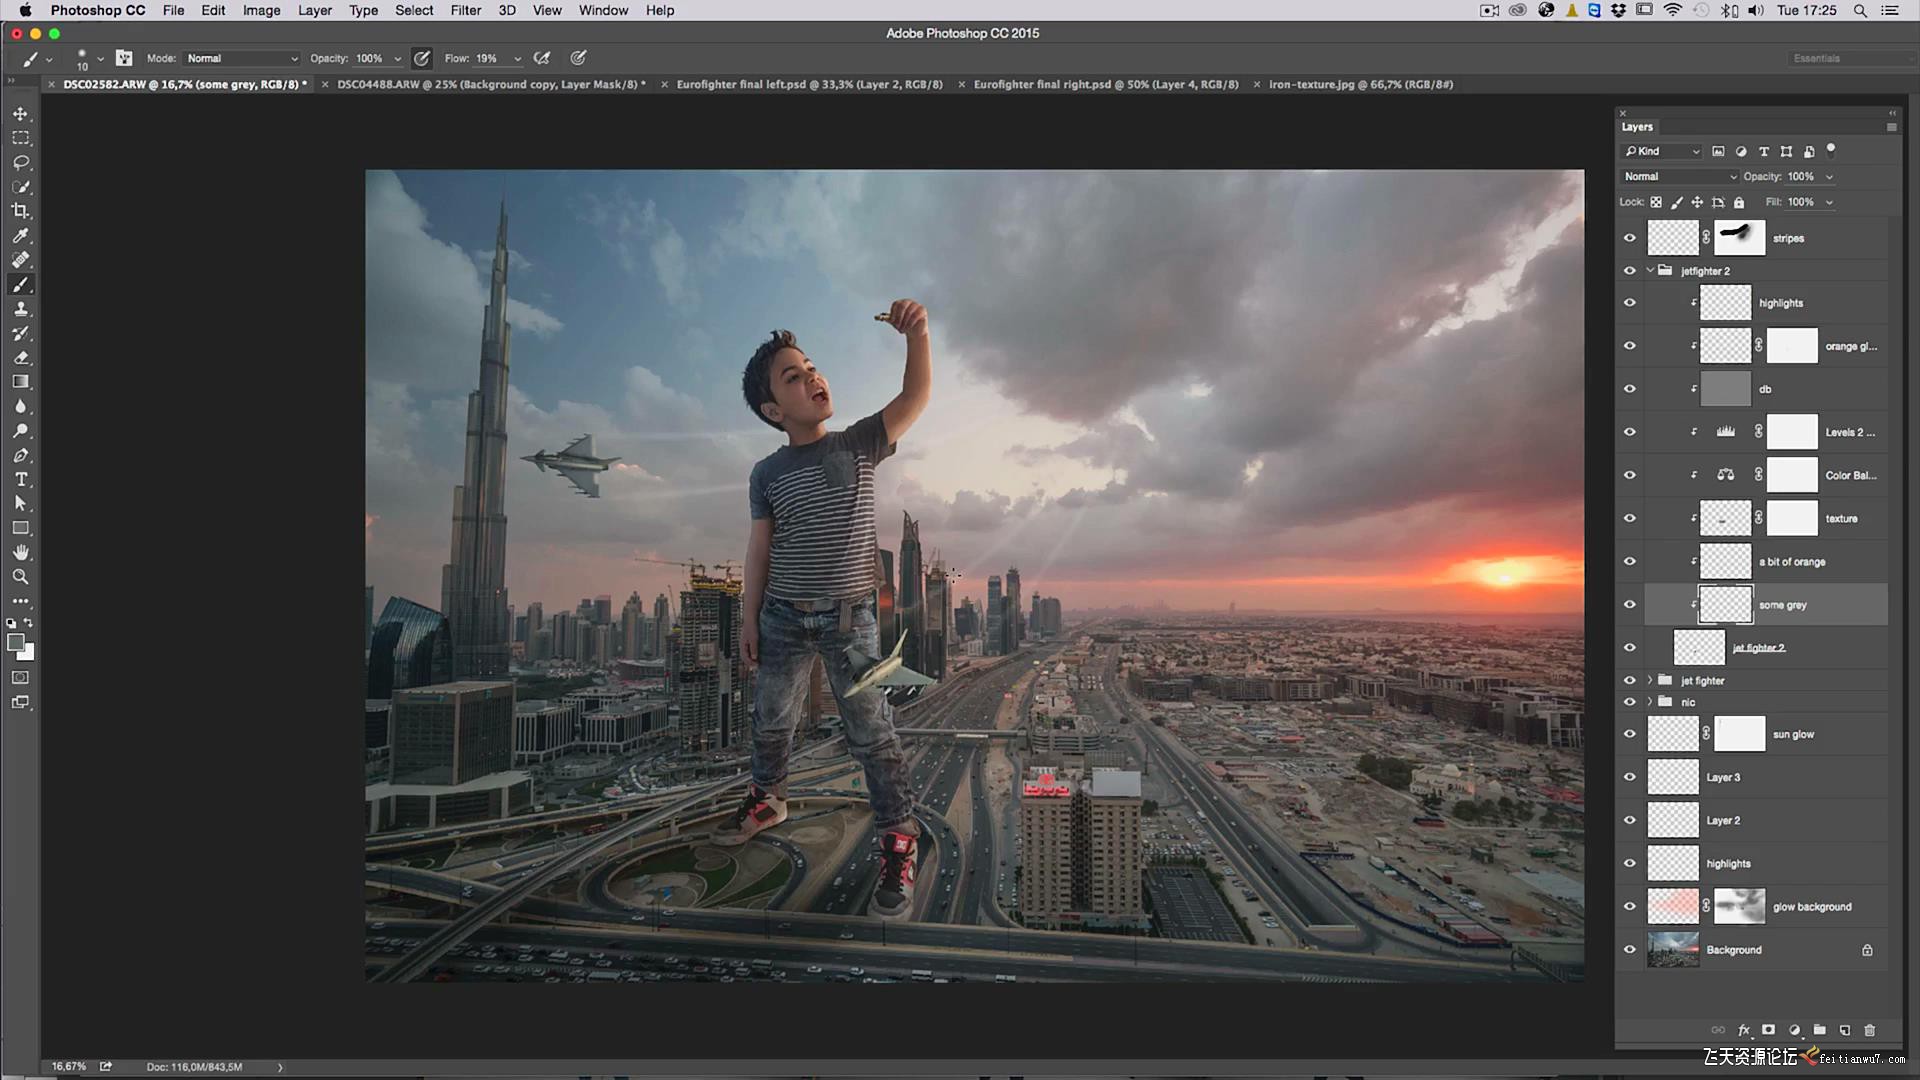 Photoshop CC File Edit Image Layer Type Select Filter 3D View Window Help Tue 17:25
Adobe Photoshop CC 2015
10 Mode: Normal Opacity: 100% Flow: 19% Essentials
DSC02582.ARW @ 16,7% (some grey, RGB/8) * DSC04488.ARW @ 25% (Background copy, Layer Mask/8) * Eurofighter final left.psd @ 33,3% (Layer 2, RGB/8) Eurofighter final right.psd @ 50% (Layer 4, RGB/8) iron-texture.jpg @ 66,7% (RGB/8#)
Layers
Kind
Normal Opacity: 100%
Lock: Fill: 100%
stripes
jetfighter 2
highlights
orange gl...
db
Levels 2 ...
Color Bal...
texture
a bit of orange
some grey
jet fighter 2
jet fighter
nic
sun glow
Layer 3
Layer 2
highlights
glow background
Background
fx
16,67% Doc: 116,0M/843,5M
飞天资源论坛 feitianwu7.com